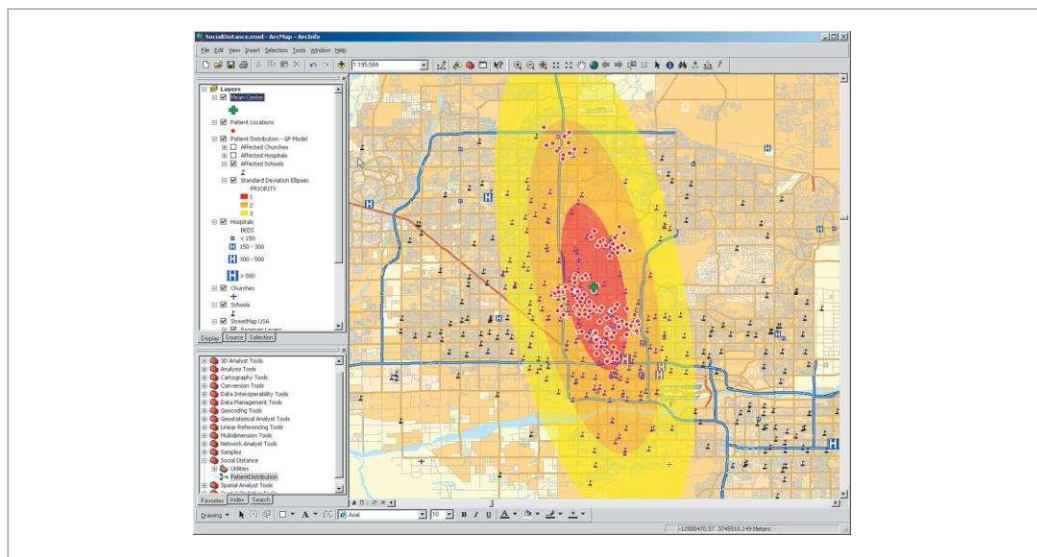 SocialDistance.mxd - ArcMap - ArcInfo
File Edit View Insert Selection Tools Window Help
1:195,584
Layers
Mean Center
Patient Locations
Patient Distribution - GP Model
Affected Churches
Affected Hospitals
Affected Schools
Standard Deviation Ellipses
PRIORITY
1
2
3
Hospitals
BEDS
< 150
H 150 - 300
H 300 - 500
H > 500
Churches
Schools
StreetMap USA
Display Source Selection
3D Analyst Tools
Analysis Tools
Cartography Tools
Conversion Tools
Data Interoperability Tools
Data Management Tools
Geocoding Tools
Geostatistical Analyst Tools
Linear Referencing Tools
Multidimension Tools
Network Analyst Tools
Samples
Social Distance
Utilities
PatientDistribution
Spatial Analyst Tools
Favorites Index Search
Drawing
Arial
10
B I U A
Meters